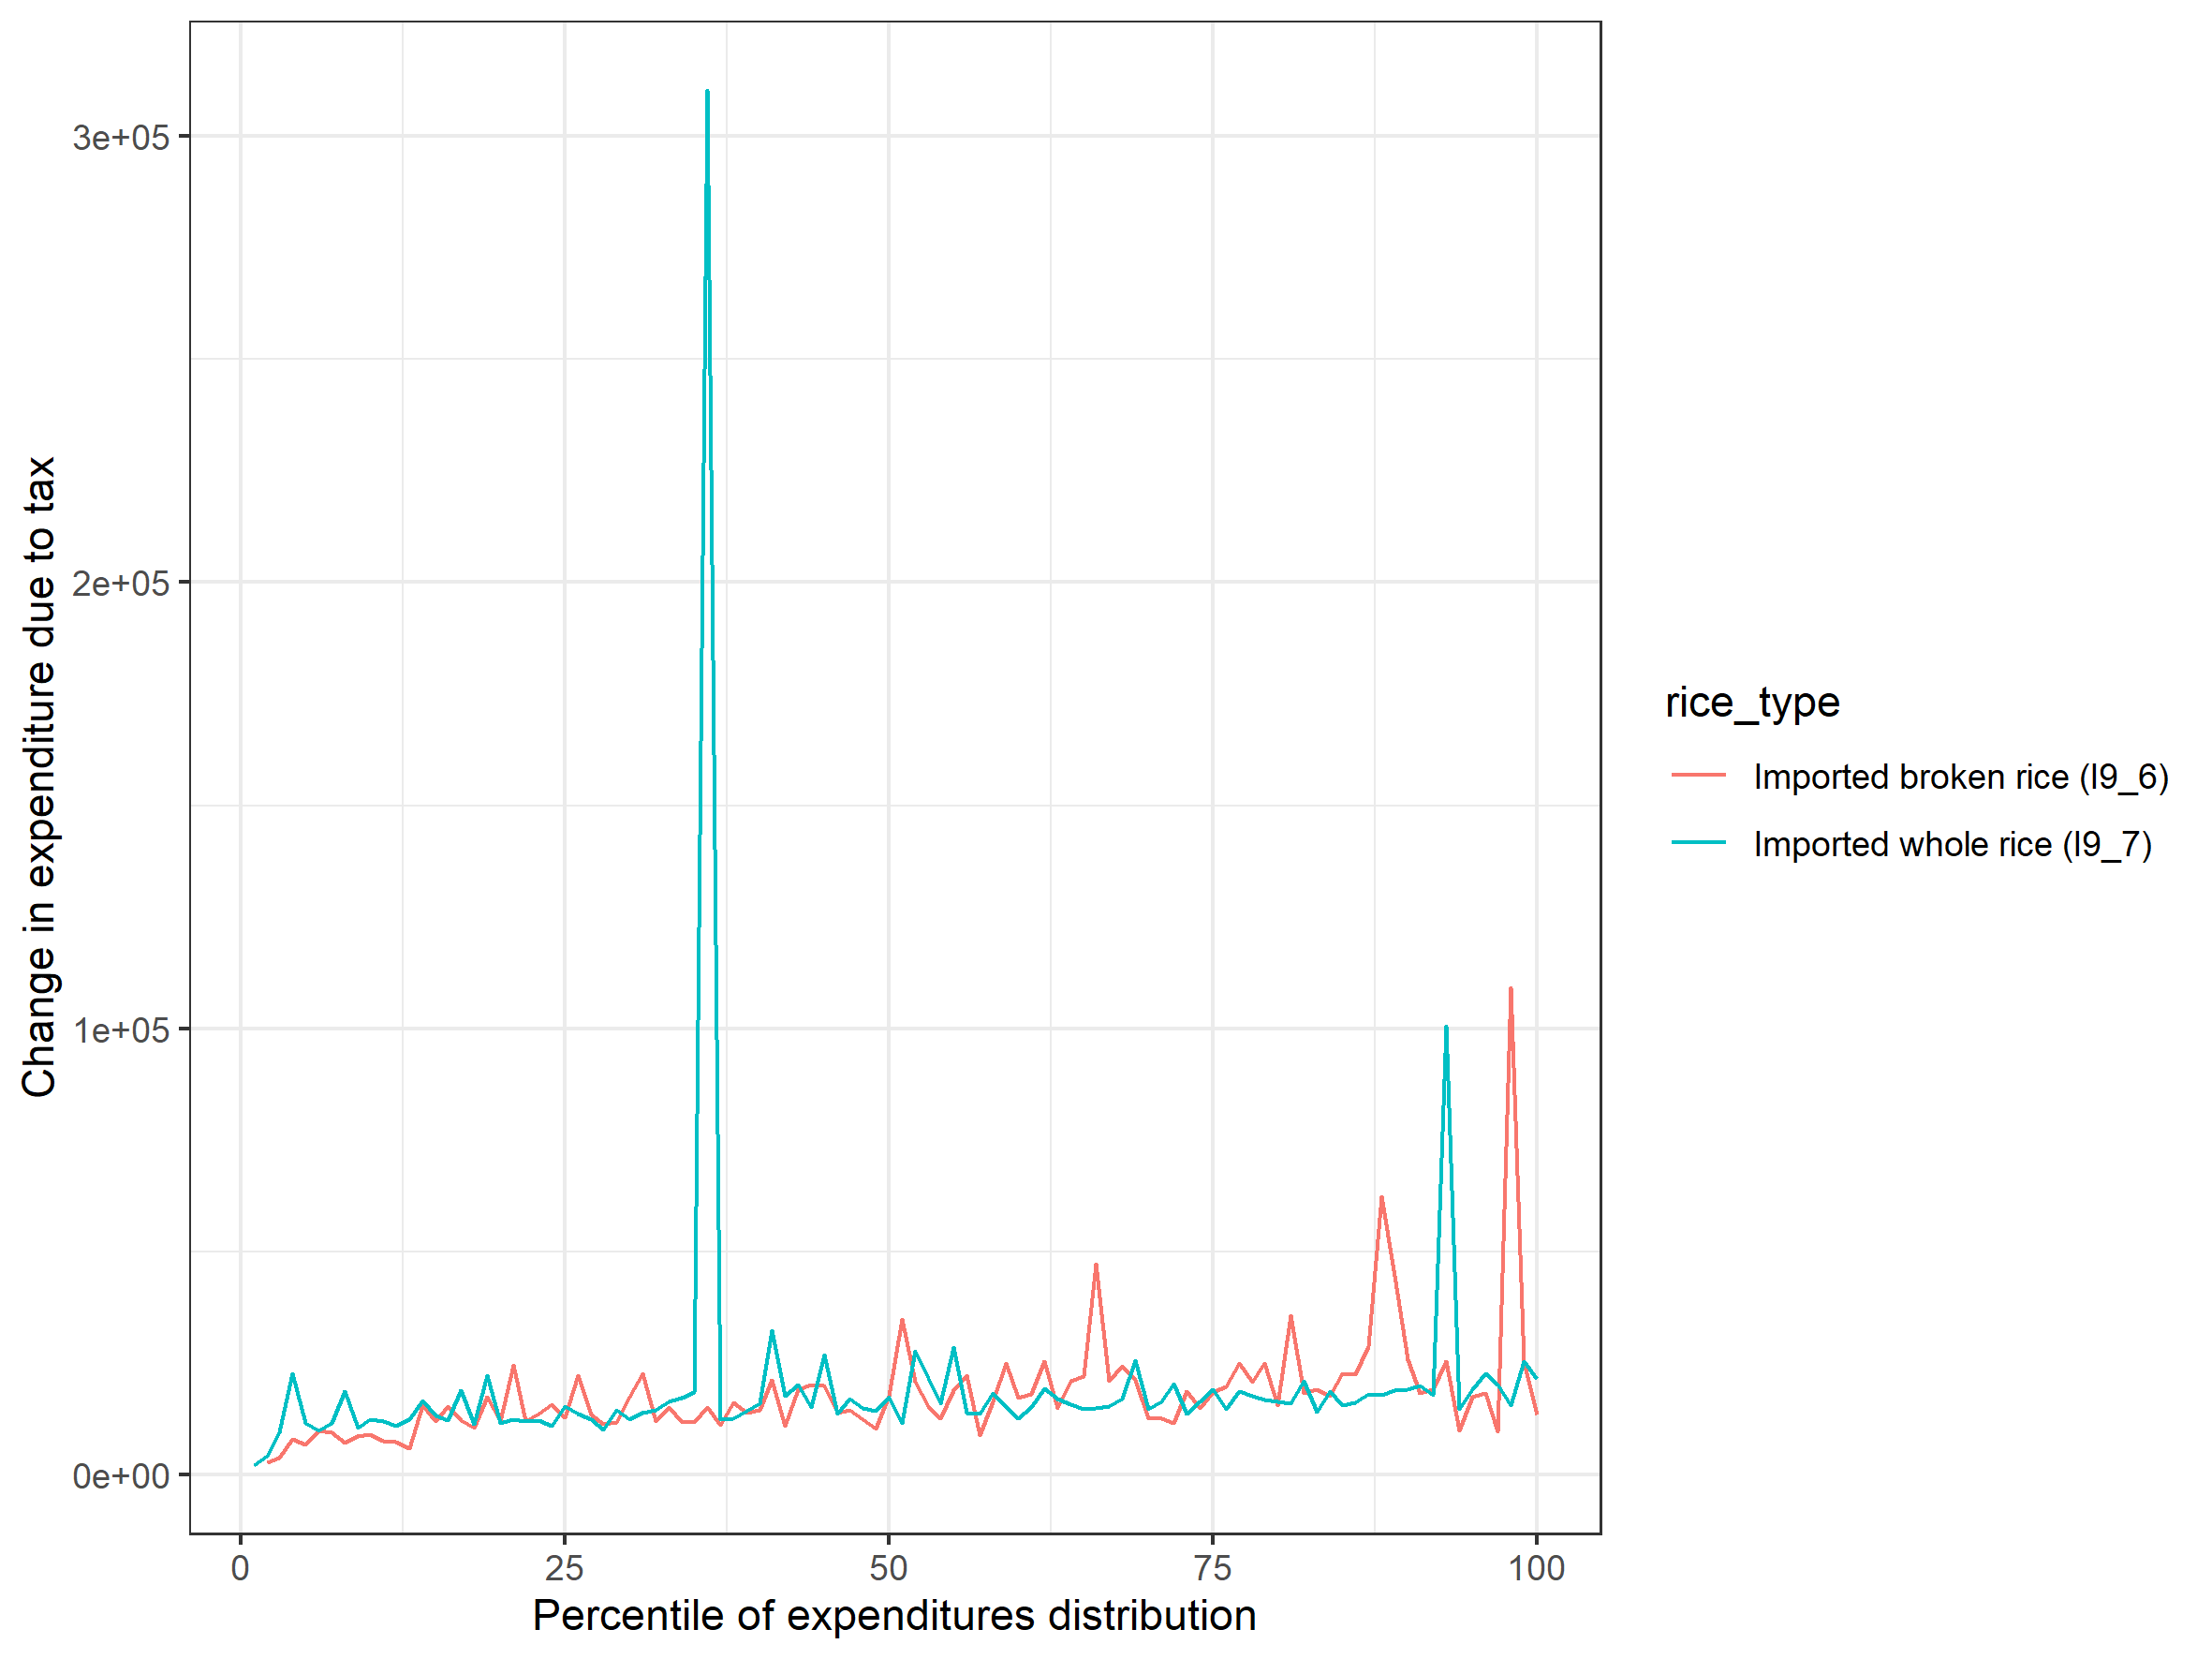 Change in expenditure due to tax
3e+05
2e+05
1e+05
0e+00
0
25
50
75
100
Percentile of expenditures distribution
rice_type
Imported broken rice (I9_6)
Imported whole rice (I9_7)